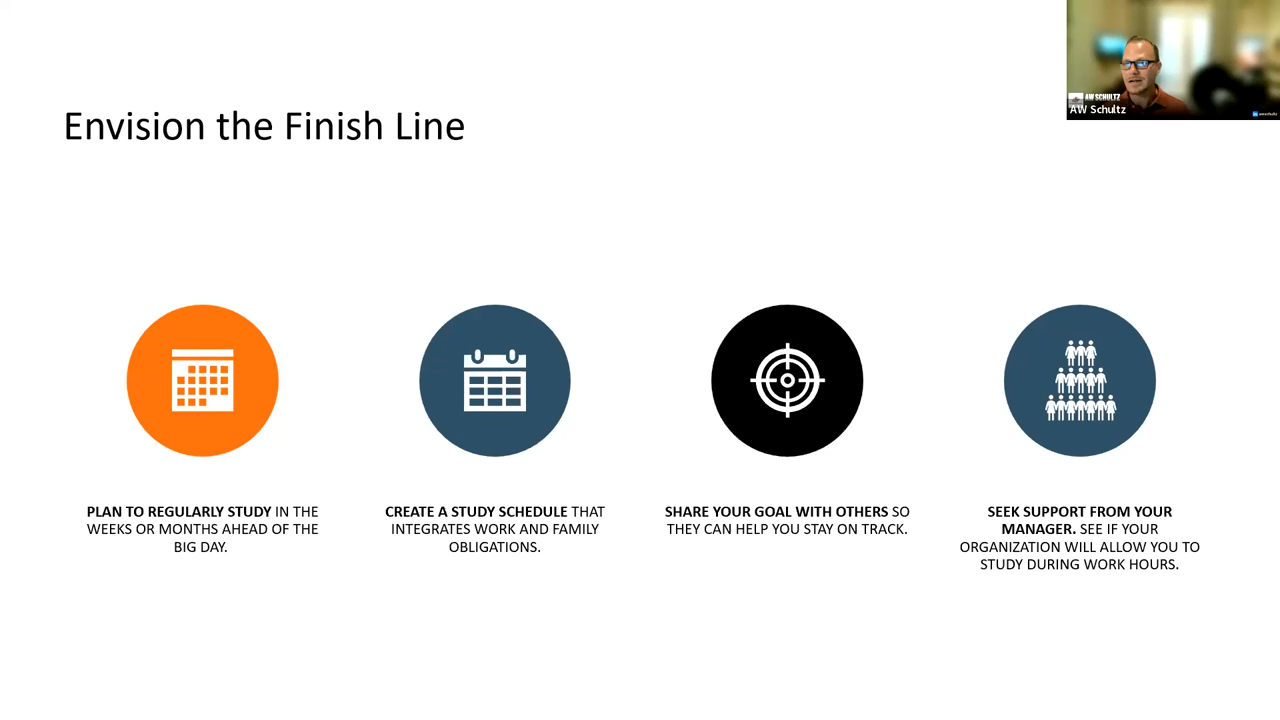 AW SCHULTZ
AW Schultz
Envision the Finish Line
PLAN TO REGULARLY STUDY IN THE
WEEKS OR MONTHS AHEAD OF THE
BIG DAY.
CREATE A STUDY SCHEDULE THAT
INTEGRATES WORK AND FAMILY
OBLIGATIONS.
SHARE YOUR GOAL WITH OTHERS SO
THEY CAN HELP YOU STAY ON TRACK.
SEEK SUPPORT FROM YOUR
MANAGER. SEE IF YOUR
ORGANIZATION WILL ALLOW YOU TO
STUDY DURING WORK HOURS.